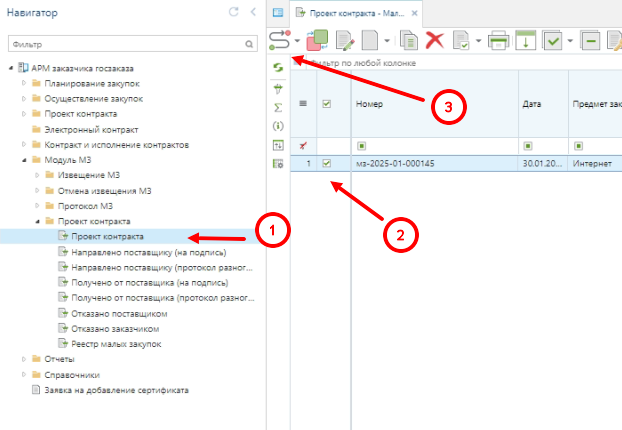 Навигатор
Фильтр
АРМ заказчика госзаказа
Планирование закупок
Осуществление закупок
Проект контракта
Электронный контракт
Контракт и исполнение контрактов
Модуль МЗ
Извещение МЗ
Отмена извещения МЗ
Протокол МЗ
Проект контракта
Проект контракта
Направлено поставщику (на подпись)
Направлено поставщику (протокол разног...
Получено от поставщика (на подпись)
Получено от поставщика (протокол разног...
Отказано поставщиком
Отказано заказчиком
Реестр малых закупок
Отчеты
Справочники
Заявка на добавление сертификата
Проект контракта - Мал...
Фильтр по любой колонке
Номер Дата Предмет зак
1 мз-2025-01-000145 30.01.20... Интернет
1
2
3